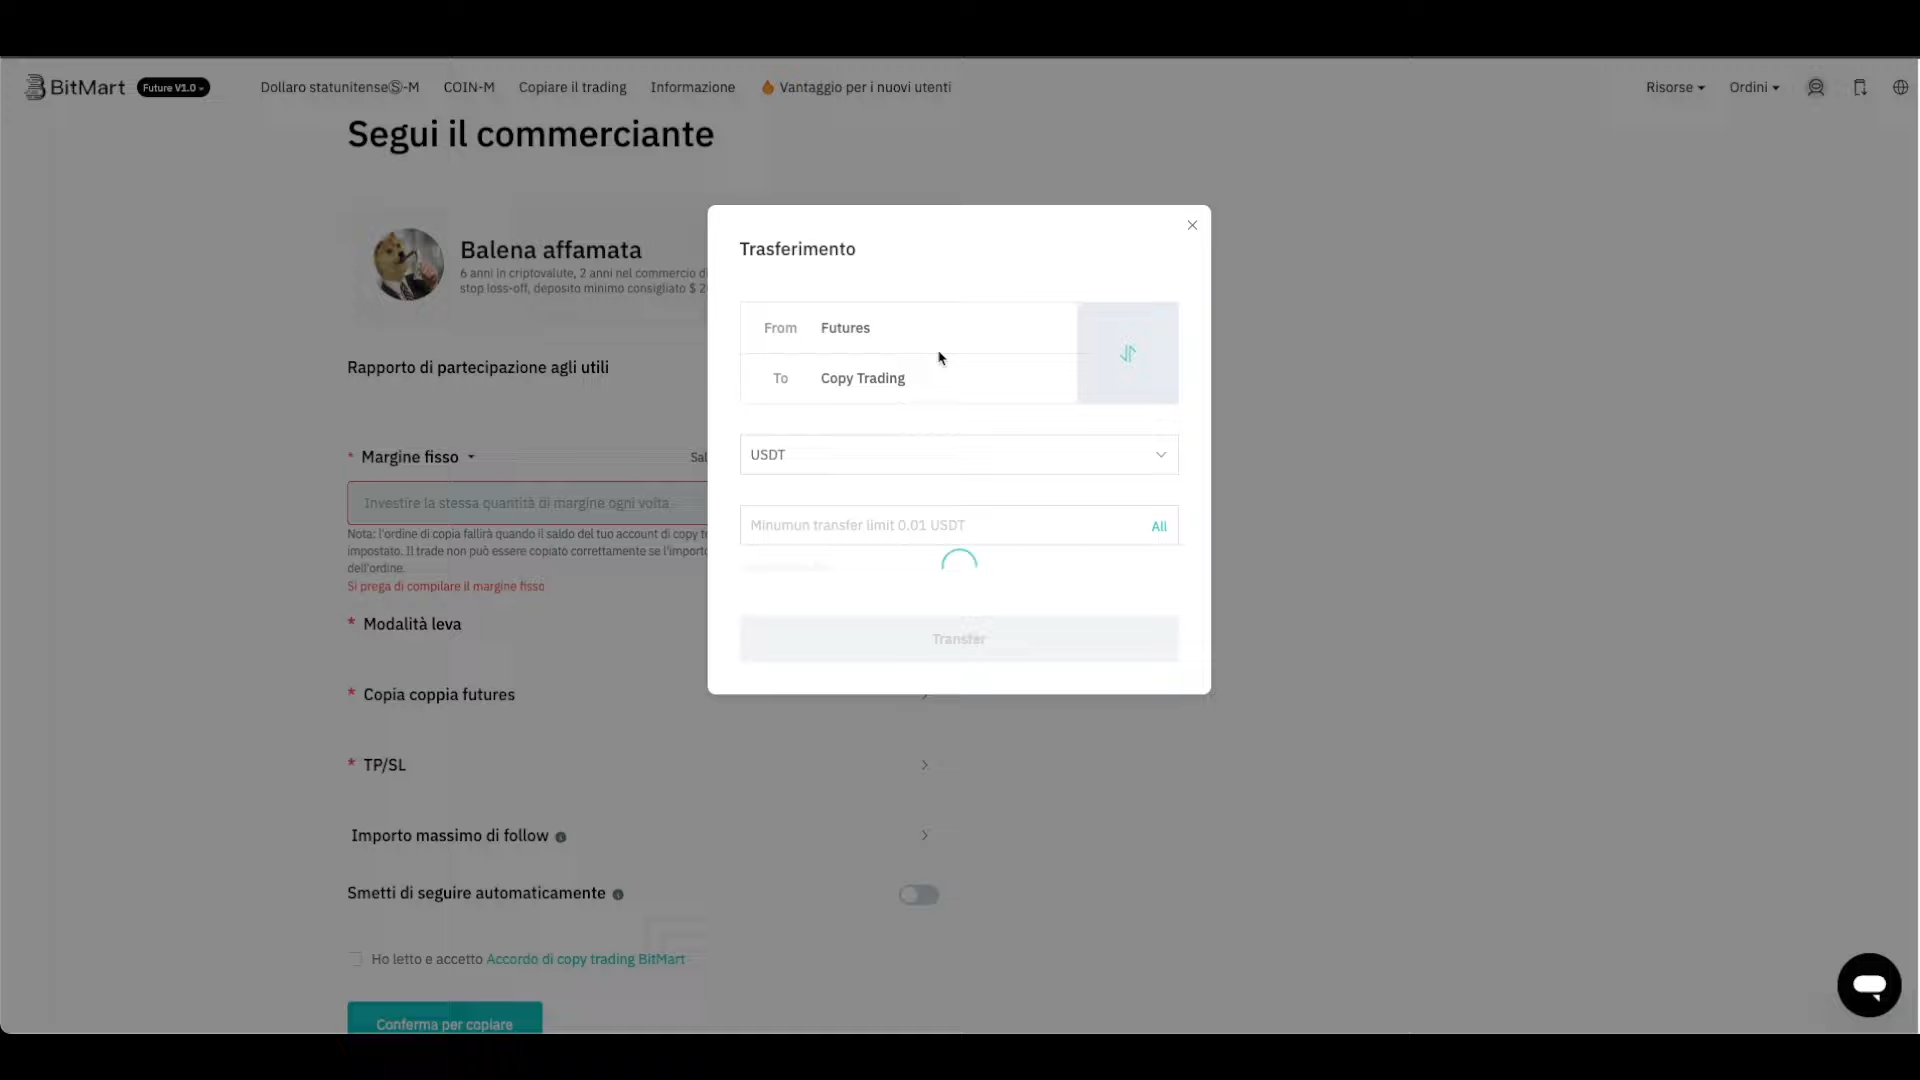 BitMart Future V1.0 Dollaro statunitenseⓈ-M COIN-M Copiare il trading Informazione Vantaggio per i nuovi utenti Risorse Ordini
Segui il commerciante
Balena affamata
6 anni in criptovalute, 2 anni nel commercio di
stop loss-off, deposito minimo consigliato $ 2
Rapporto di partecipazione agli utili
* Margine fisso Sal
Investire la stessa quantità di margine ogni volta
Nota: l'ordine di copia fallirà quando il saldo del tuo account di copy tr
impostato. Il trade non può essere copiato correttamente se l'importo
dell'ordine.
Si prega di compilare il margine fisso
* Modalità leva
* Copia coppia futures
* TP/SL
Importo massimo di follow
Smetti di seguire automaticamente
Ho letto e accetto Accordo di copy trading BitMart
Conferma per copiare
Trasferimento
From Futures
To Copy Trading
USDT
Minumun transfer limit 0.01 USDT All
Transfer